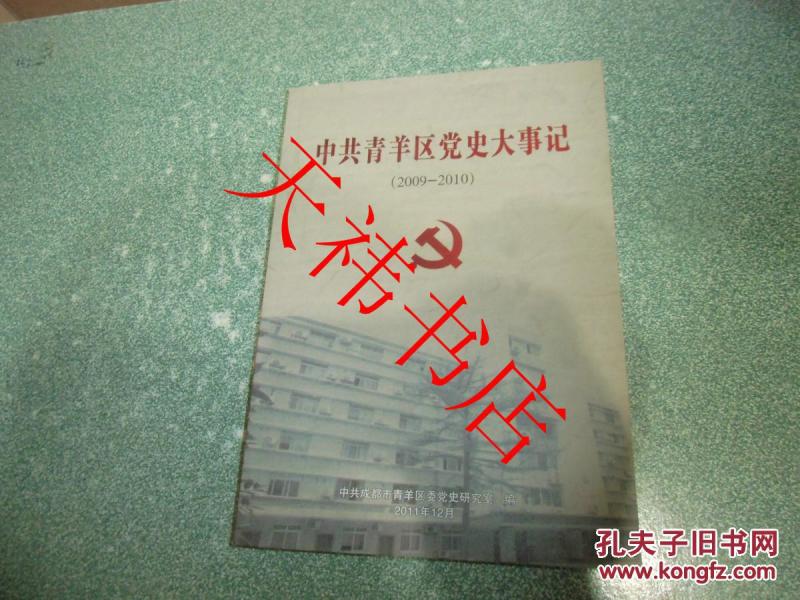 中共青羊区党史大事记
(2009-2010)
天祎书店
中共成都市青羊区委党史研究室 编
2011年12月
孔夫子旧书网
www.kongfz.com